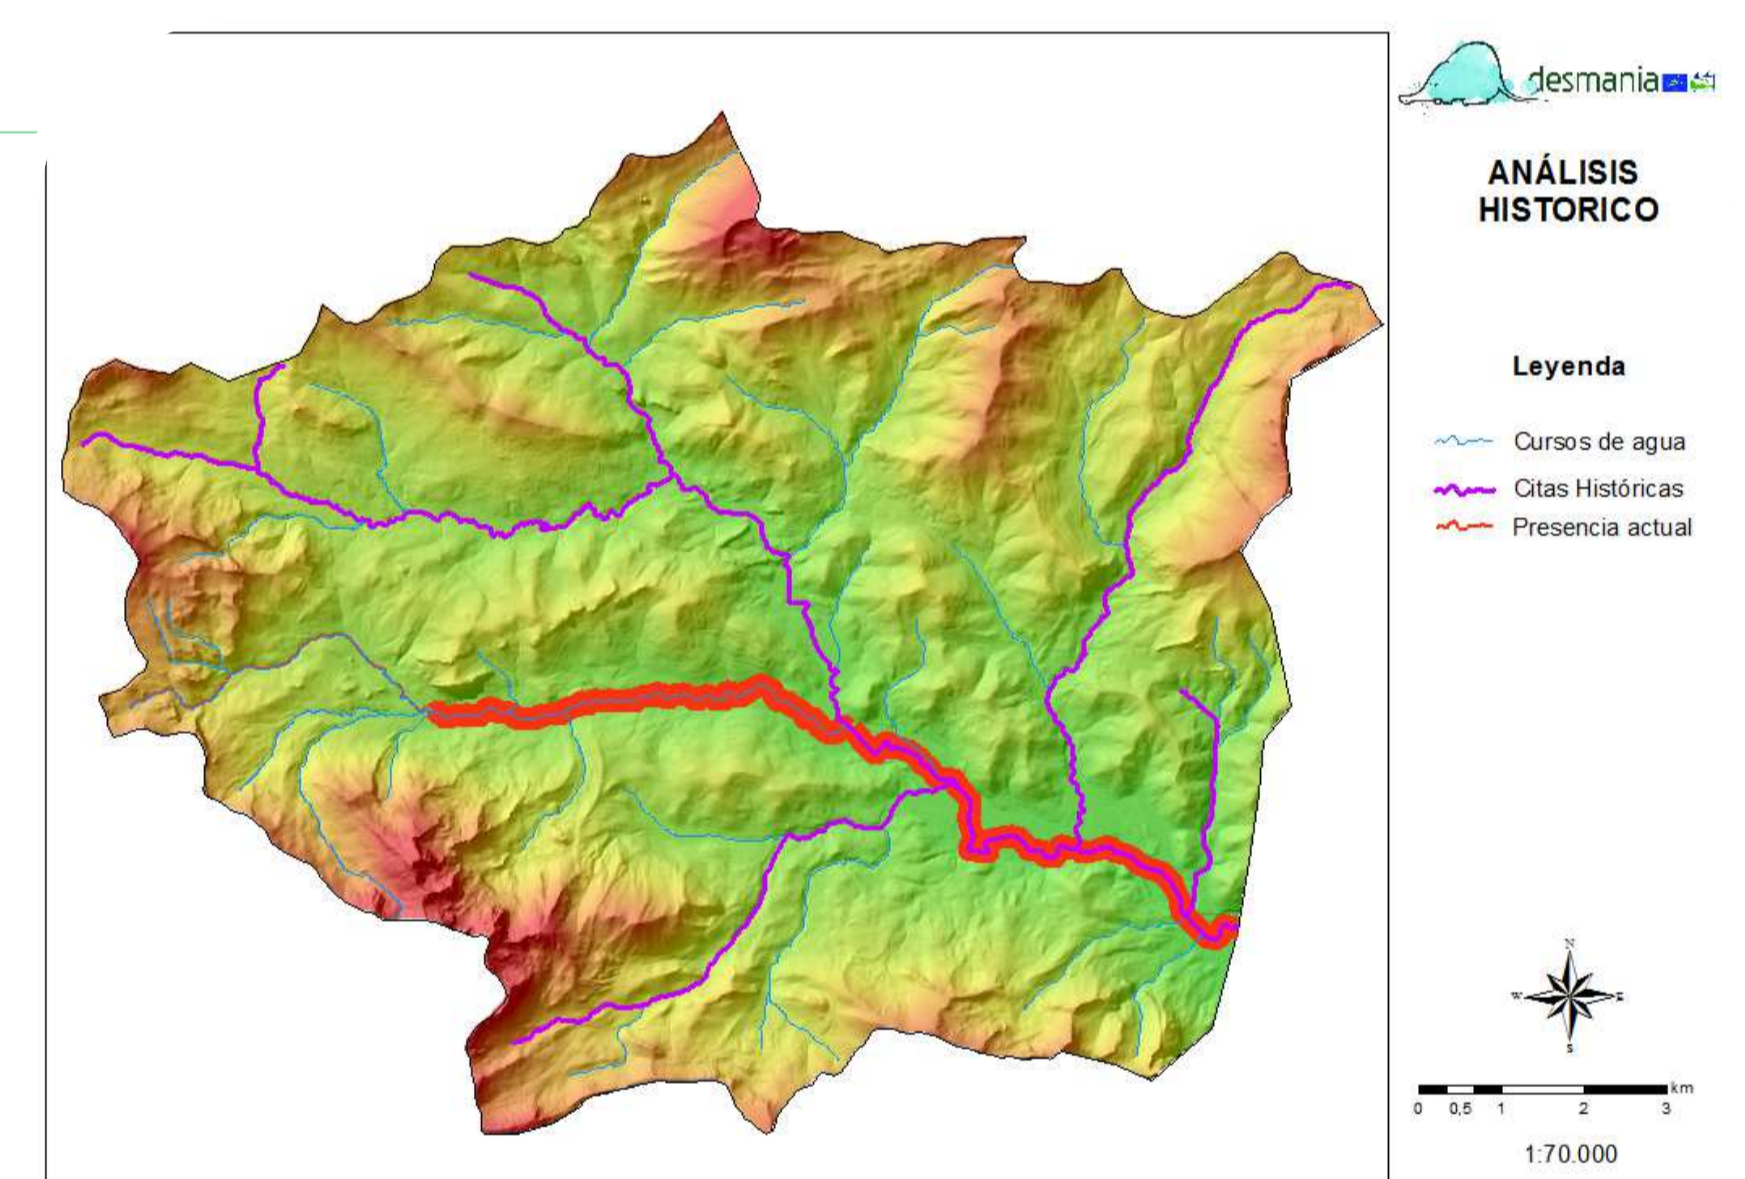 desmania
ANÁLISIS
HISTORICO
Leyenda
Cursos de agua
Citas Históricas
Presencia actual
N
W E
S
km
0 0,5 1 2 3
1:70.000